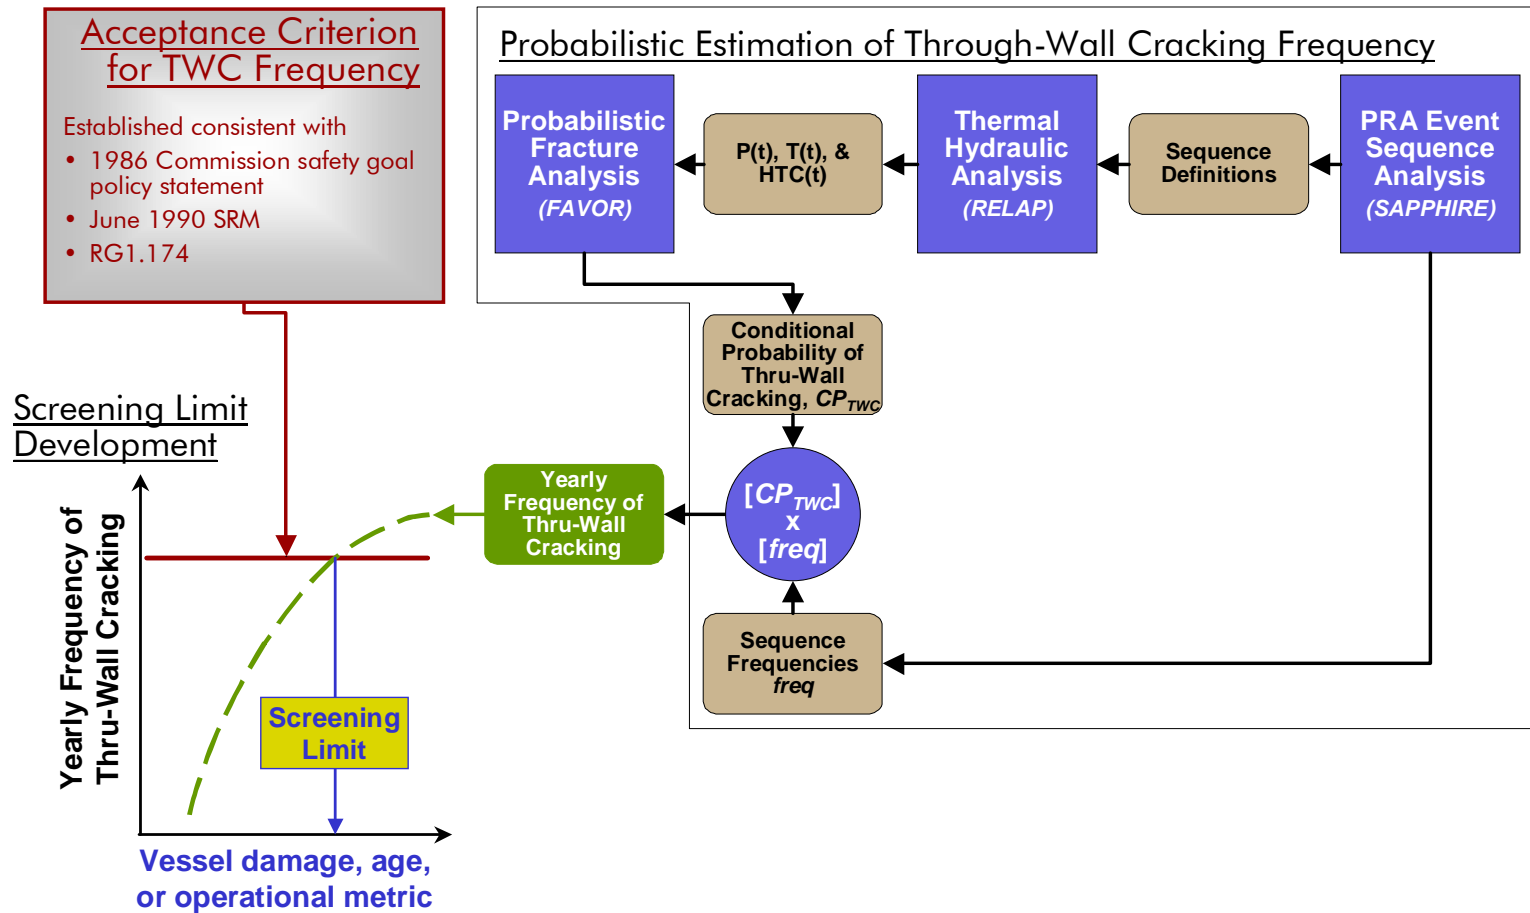 Acceptance Criterion
for TWC Frequency
Established consistent with
• 1986 Commission safety goal
policy statement
• June 1990 SRM
• RG1.174
Probabilistic Estimation of Through-Wall Cracking Frequency
Probabilistic
Fracture
Analysis
(FAVOR)
P(t), T(t), &
HTC(t)
Thermal
Hydraulic
Analysis
(RELAP)
Sequence
Definitions
PRA Event
Sequence
Analysis
(SAPPHIRE)
Conditional
Probability of
Thru-Wall
Cracking, CPTWC
[CPTWC]
x
[freq]
Sequence
Frequencies
freq
Yearly
Frequency of
Thru-Wall
Cracking
Screening Limit
Development
Yearly Frequency of
Thru-Wall Cracking
Screening
Limit
Vessel damage, age,
or operational metric